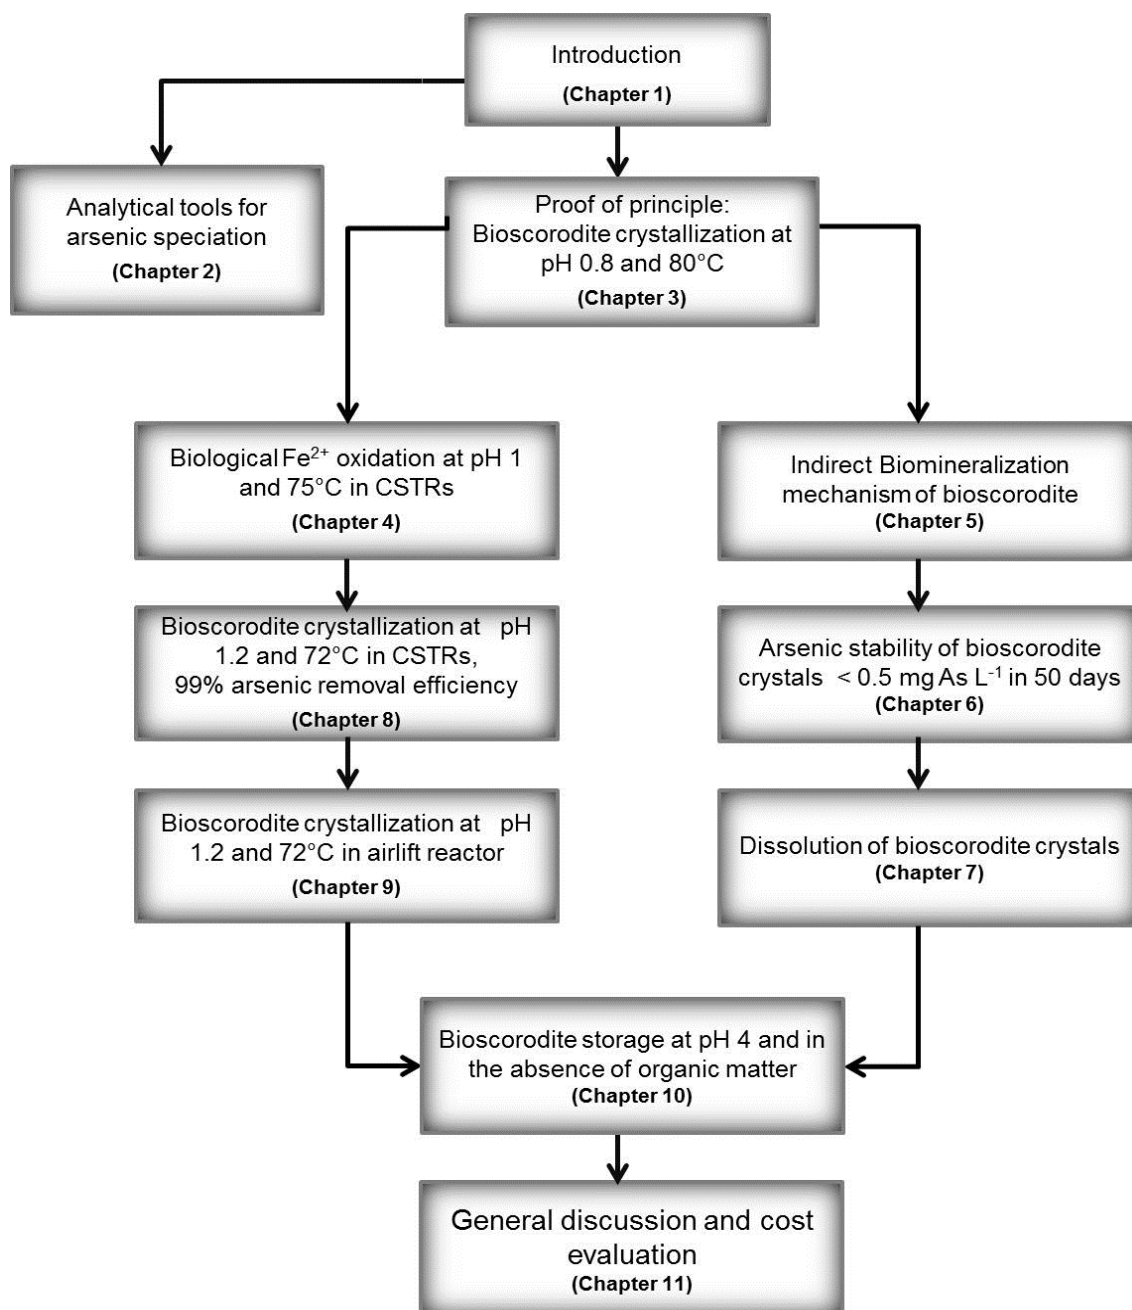 Introduction
(Chapter 1)
Analytical tools for
arsenic speciation
(Chapter 2)
Proof of principle:
Bioscorodite crystallization at
pH 0.8 and 80°C
(Chapter 3)
Biological Fe²⁺ oxidation at pH 1
and 75°C in CSTRs
(Chapter 4)
Indirect Biomineralization
mechanism of bioscorodite
(Chapter 5)
Bioscorodite crystallization at pH
1.2 and 72°C in CSTRs,
99% arsenic removal efficiency
(Chapter 8)
Arsenic stability of bioscorodite
crystals < 0.5 mg As L⁻¹ in 50 days
(Chapter 6)
Bioscorodite crystallization at pH
1.2 and 72°C in airlift reactor
(Chapter 9)
Dissolution of bioscorodite crystals
(Chapter 7)
Bioscorodite storage at pH 4 and in
the absence of organic matter
(Chapter 10)
General discussion and cost
evaluation
(Chapter 11)